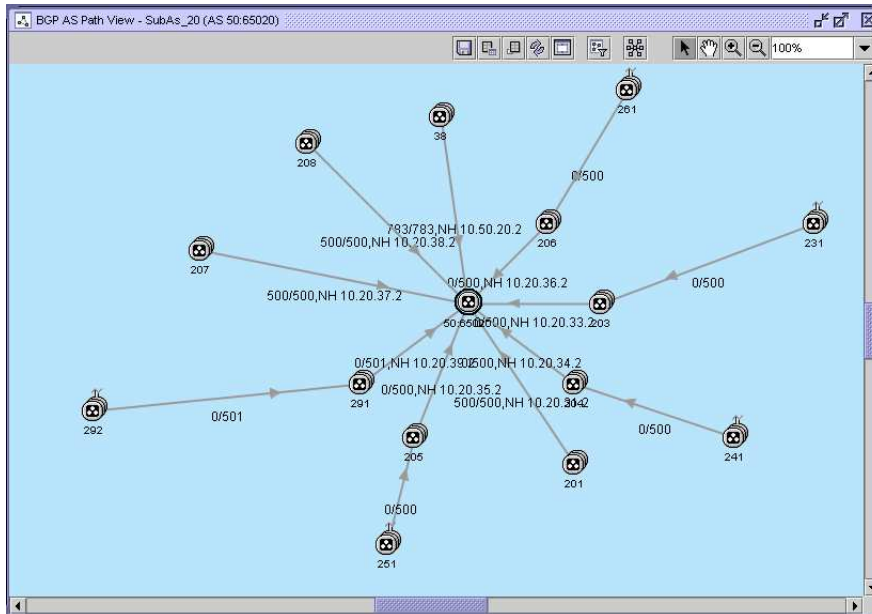 BGP AS Path View - SubAs_20 (AS 50:65020)
100%
261
38
208
0/500
206
231
783/783,NH 10.50.20.2
500/500,NH 10.20.38.2
207
0/500
0/500,NH 10.20.36.2
500/500,NH 10.20.37.2
203
0/500,NH 10.20.33.2
0/501,NH 10.20.39.2
0/500,NH 10.20.34.2
0/500,NH 10.20.35.2
291
500/500,NH 10.20.31.2
0/501
292
205
0/500
241
201
0/500
251